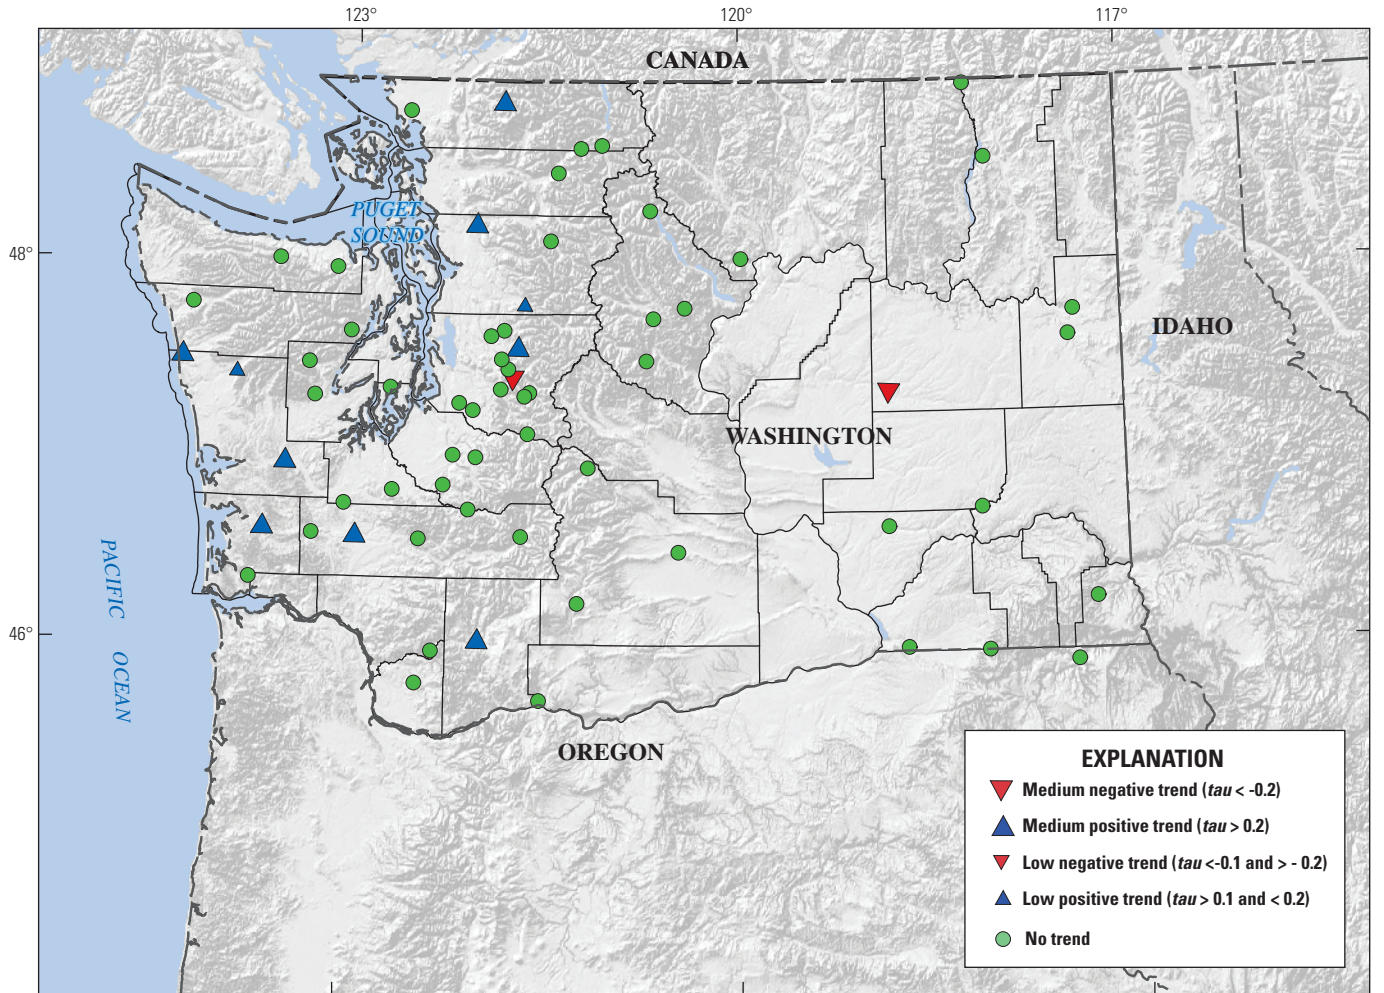 123°
120°
117°
CANADA
PUGET
SOUND
48°
IDAHO
WASHINGTON
PACIFIC OCEAN
46°
OREGON
EXPLANATION
Medium negative trend (tau < -0.2)
Medium positive trend (tau > 0.2)
Low negative trend (tau <-0.1 and > - 0.2)
Low positive trend (tau > 0.1 and < 0.2)
No trend